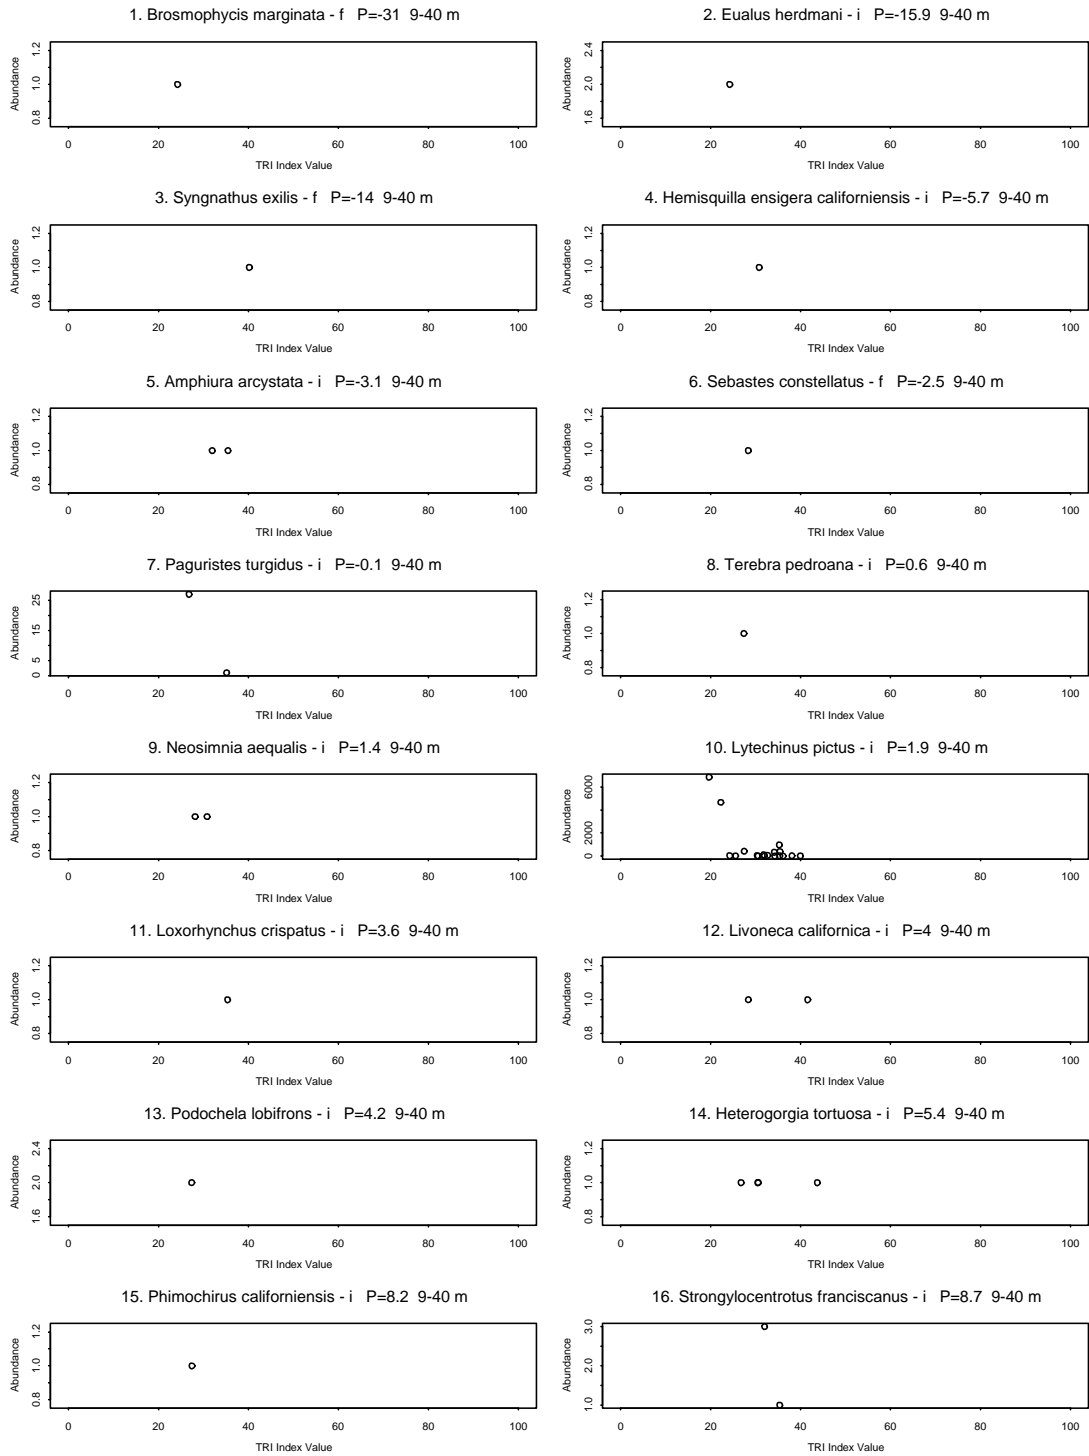 1. Brosmophycis marginata - f P=-31 9-40 m
Abundance
0.8 1.0 1.2
0 20 40 60 80 100
TRI Index Value
2. Eualus herdmani - i P=-15.9 9-40 m
Abundance
1.6 2.0 2.4
0 20 40 60 80 100
TRI Index Value
3. Syngnathus exilis - f P=-14 9-40 m
Abundance
0.8 1.0 1.2
0 20 40 60 80 100
TRI Index Value
4. Hemisquilla ensigera californiensis - i P=-5.7 9-40 m
Abundance
0.8 1.0 1.2
0 20 40 60 80 100
TRI Index Value
5. Amphiura arcystata - i P=-3.1 9-40 m
Abundance
0.8 1.0 1.2
0 20 40 60 80 100
TRI Index Value
6. Sebastes constellatus - f P=-2.5 9-40 m
Abundance
0.8 1.0 1.2
0 20 40 60 80 100
TRI Index Value
7. Paguristes turgidus - i P=-0.1 9-40 m
Abundance
0 5 15 25
0 20 40 60 80 100
TRI Index Value
8. Terebra pedroana - i P=0.6 9-40 m
Abundance
0.8 1.0 1.2
0 20 40 60 80 100
TRI Index Value
9. Neosimnia aequalis - i P=1.4 9-40 m
Abundance
0.8 1.0 1.2
0 20 40 60 80 100
TRI Index Value
10. Lytechinus pictus - i P=1.9 9-40 m
Abundance
0 2000 6000
0 20 40 60 80 100
TRI Index Value
11. Loxorhynchus crispatus - i P=3.6 9-40 m
Abundance
0.8 1.0 1.2
0 20 40 60 80 100
TRI Index Value
12. Livoneca californica - i P=4 9-40 m
Abundance
0.8 1.0 1.2
0 20 40 60 80 100
TRI Index Value
13. Podochela lobifrons - i P=4.2 9-40 m
Abundance
1.6 2.0 2.4
0 20 40 60 80 100
TRI Index Value
14. Heterogorgia tortuosa - i P=5.4 9-40 m
Abundance
0.8 1.0 1.2
0 20 40 60 80 100
TRI Index Value
15. Phimochirus californiensis - i P=8.2 9-40 m
Abundance
0.8 1.0 1.2
0 20 40 60 80 100
TRI Index Value
16. Strongylocentrotus franciscanus - i P=8.7 9-40 m
Abundance
1.0 2.0 3.0
0 20 40 60 80 100
TRI Index Value